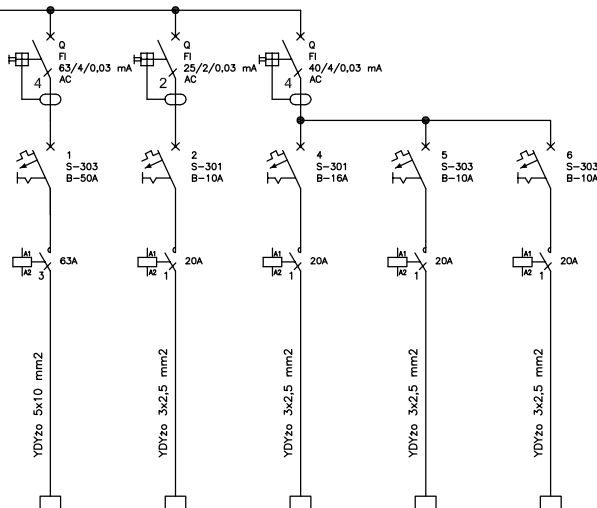 Q
FI
63/4/0,03 mA
AC
4
Q
FI
25/2/0,03 mA
AC
2
Q
FI
40/4/0,03 mA
AC
4
1
S-303
B-50A
2
S-301
B-10A
4
S-301
B-16A
5
S-303
B-10A
6
S-303
B-10A
A1
A2
3
63A
A1
A2
1
20A
A1
A2
1
20A
A1
A2
1
20A
A1
A2
1
20A
YDYżo 5x10 mm2
YDYżo 3x2,5 mm2
YDYżo 3x2,5 mm2
YDYżo 3x2,5 mm2
YDYżo 3x2,5 mm2